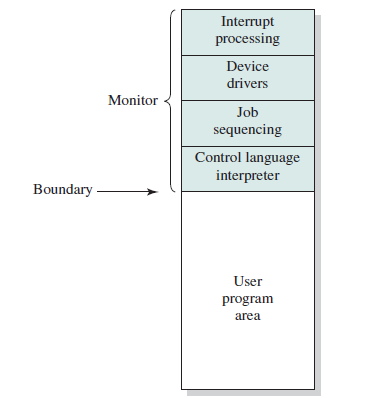 Interrupt
processing
Device
drivers
Monitor
Job
sequencing
Control language
interpreter
Boundary
User
program
area